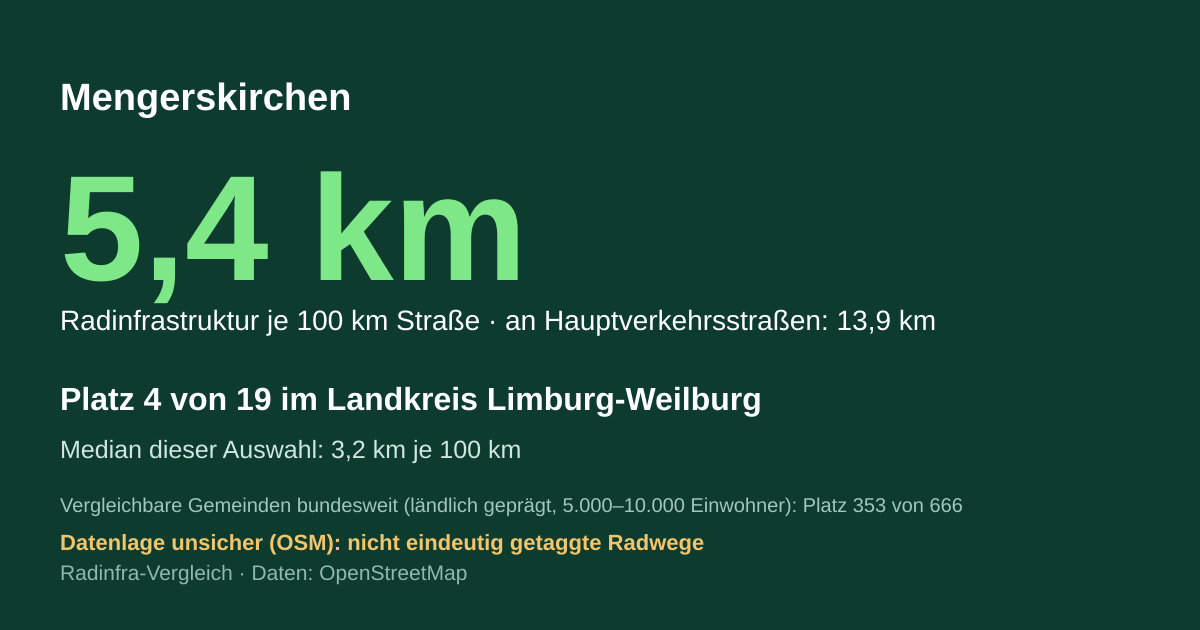 Mengerskirchen
5,4 km
Radinfrastruktur je 100 km Straße · an Hauptverkehrsstraßen: 13,9 km
Platz 4 von 19 im Landkreis Limburg-Weilburg
Median dieser Auswahl: 3,2 km je 100 km
Vergleichbare Gemeinden bundesweit (ländlich geprägt, 5.000–10.000 Einwohner): Platz 353 von 666
Datenlage unsicher (OSM): nicht eindeutig getaggte Radwege
Radinfra-Vergleich · Daten: OpenStreetMap